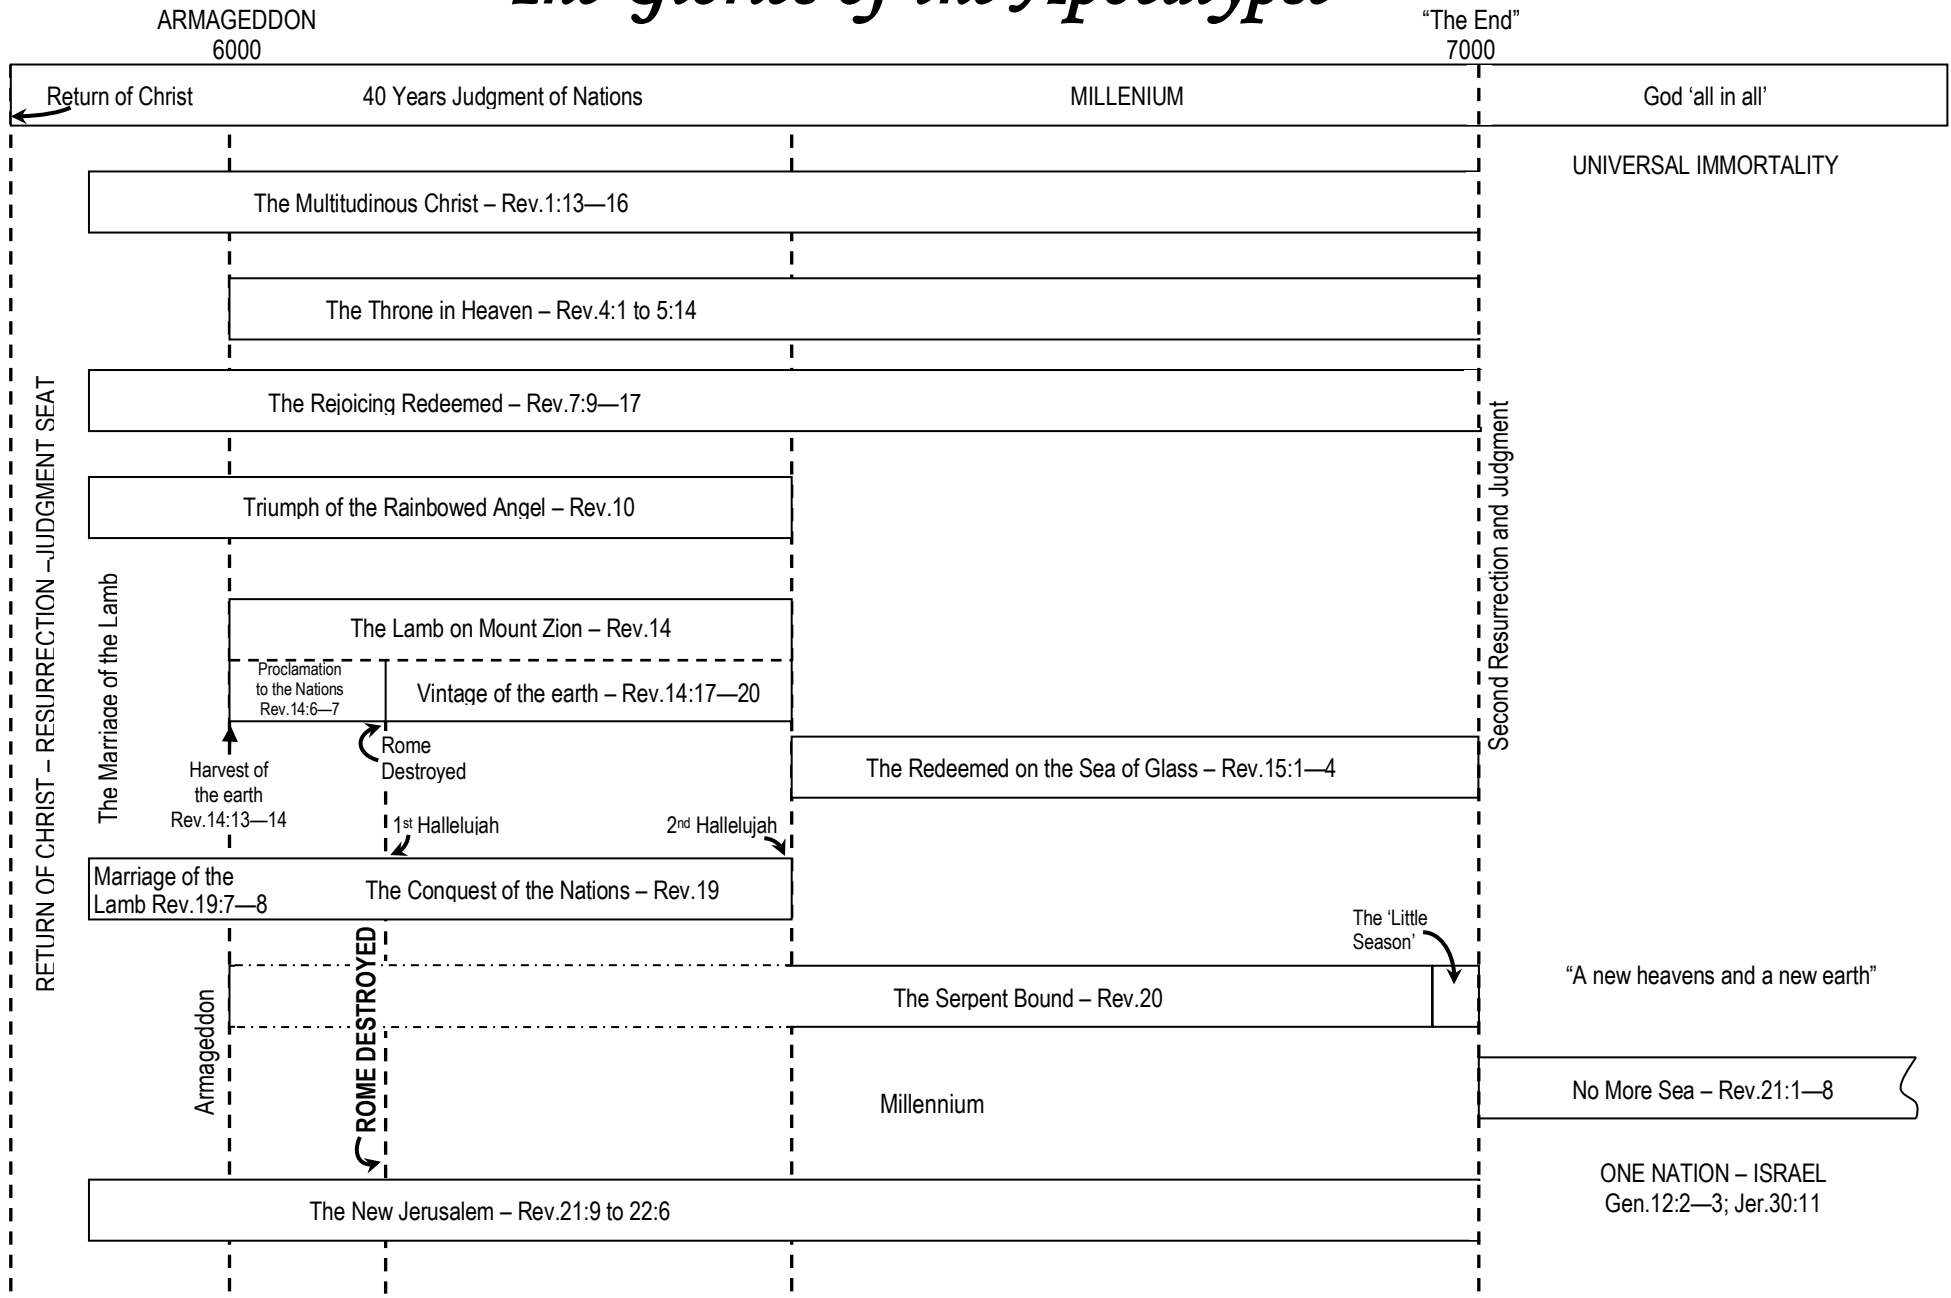 The Glories of the Apocalypse
ARMAGEDDON
6000
“The End”
7000
Return of Christ
40 Years Judgment of Nations
MILLENIUM
God ‘all in all’
UNIVERSAL IMMORTALITY
The Multitudinous Christ – Rev.1:13—16
The Throne in Heaven – Rev.4:1 to 5:14
The Rejoicing Redeemed – Rev.7:9—17
RETURN OF CHRIST – RESURRECTION –JUDGMENT SEAT
Second Resurrection and Judgment
Triumph of the Rainbowed Angel – Rev.10
The Marriage of the Lamb
The Lamb on Mount Zion – Rev.14
Proclamation
to the Nations
Rev.14:6—7
Vintage of the earth – Rev.14:17—20
Rome
Destroyed
Harvest of
the earth
Rev.14:13—14
The Redeemed on the Sea of Glass – Rev.15:1—4
1st Hallelujah
2nd Hallelujah
Marriage of the
Lamb Rev.19:7—8
The Conquest of the Nations – Rev.19
The ‘Little
Season’
ROME DESTROYED
Armageddon
The Serpent Bound – Rev.20
“A new heavens and a new earth”
Millennium
No More Sea – Rev.21:1—8
ONE NATION – ISRAEL
Gen.12:2—3; Jer.30:11
The New Jerusalem – Rev.21:9 to 22:6